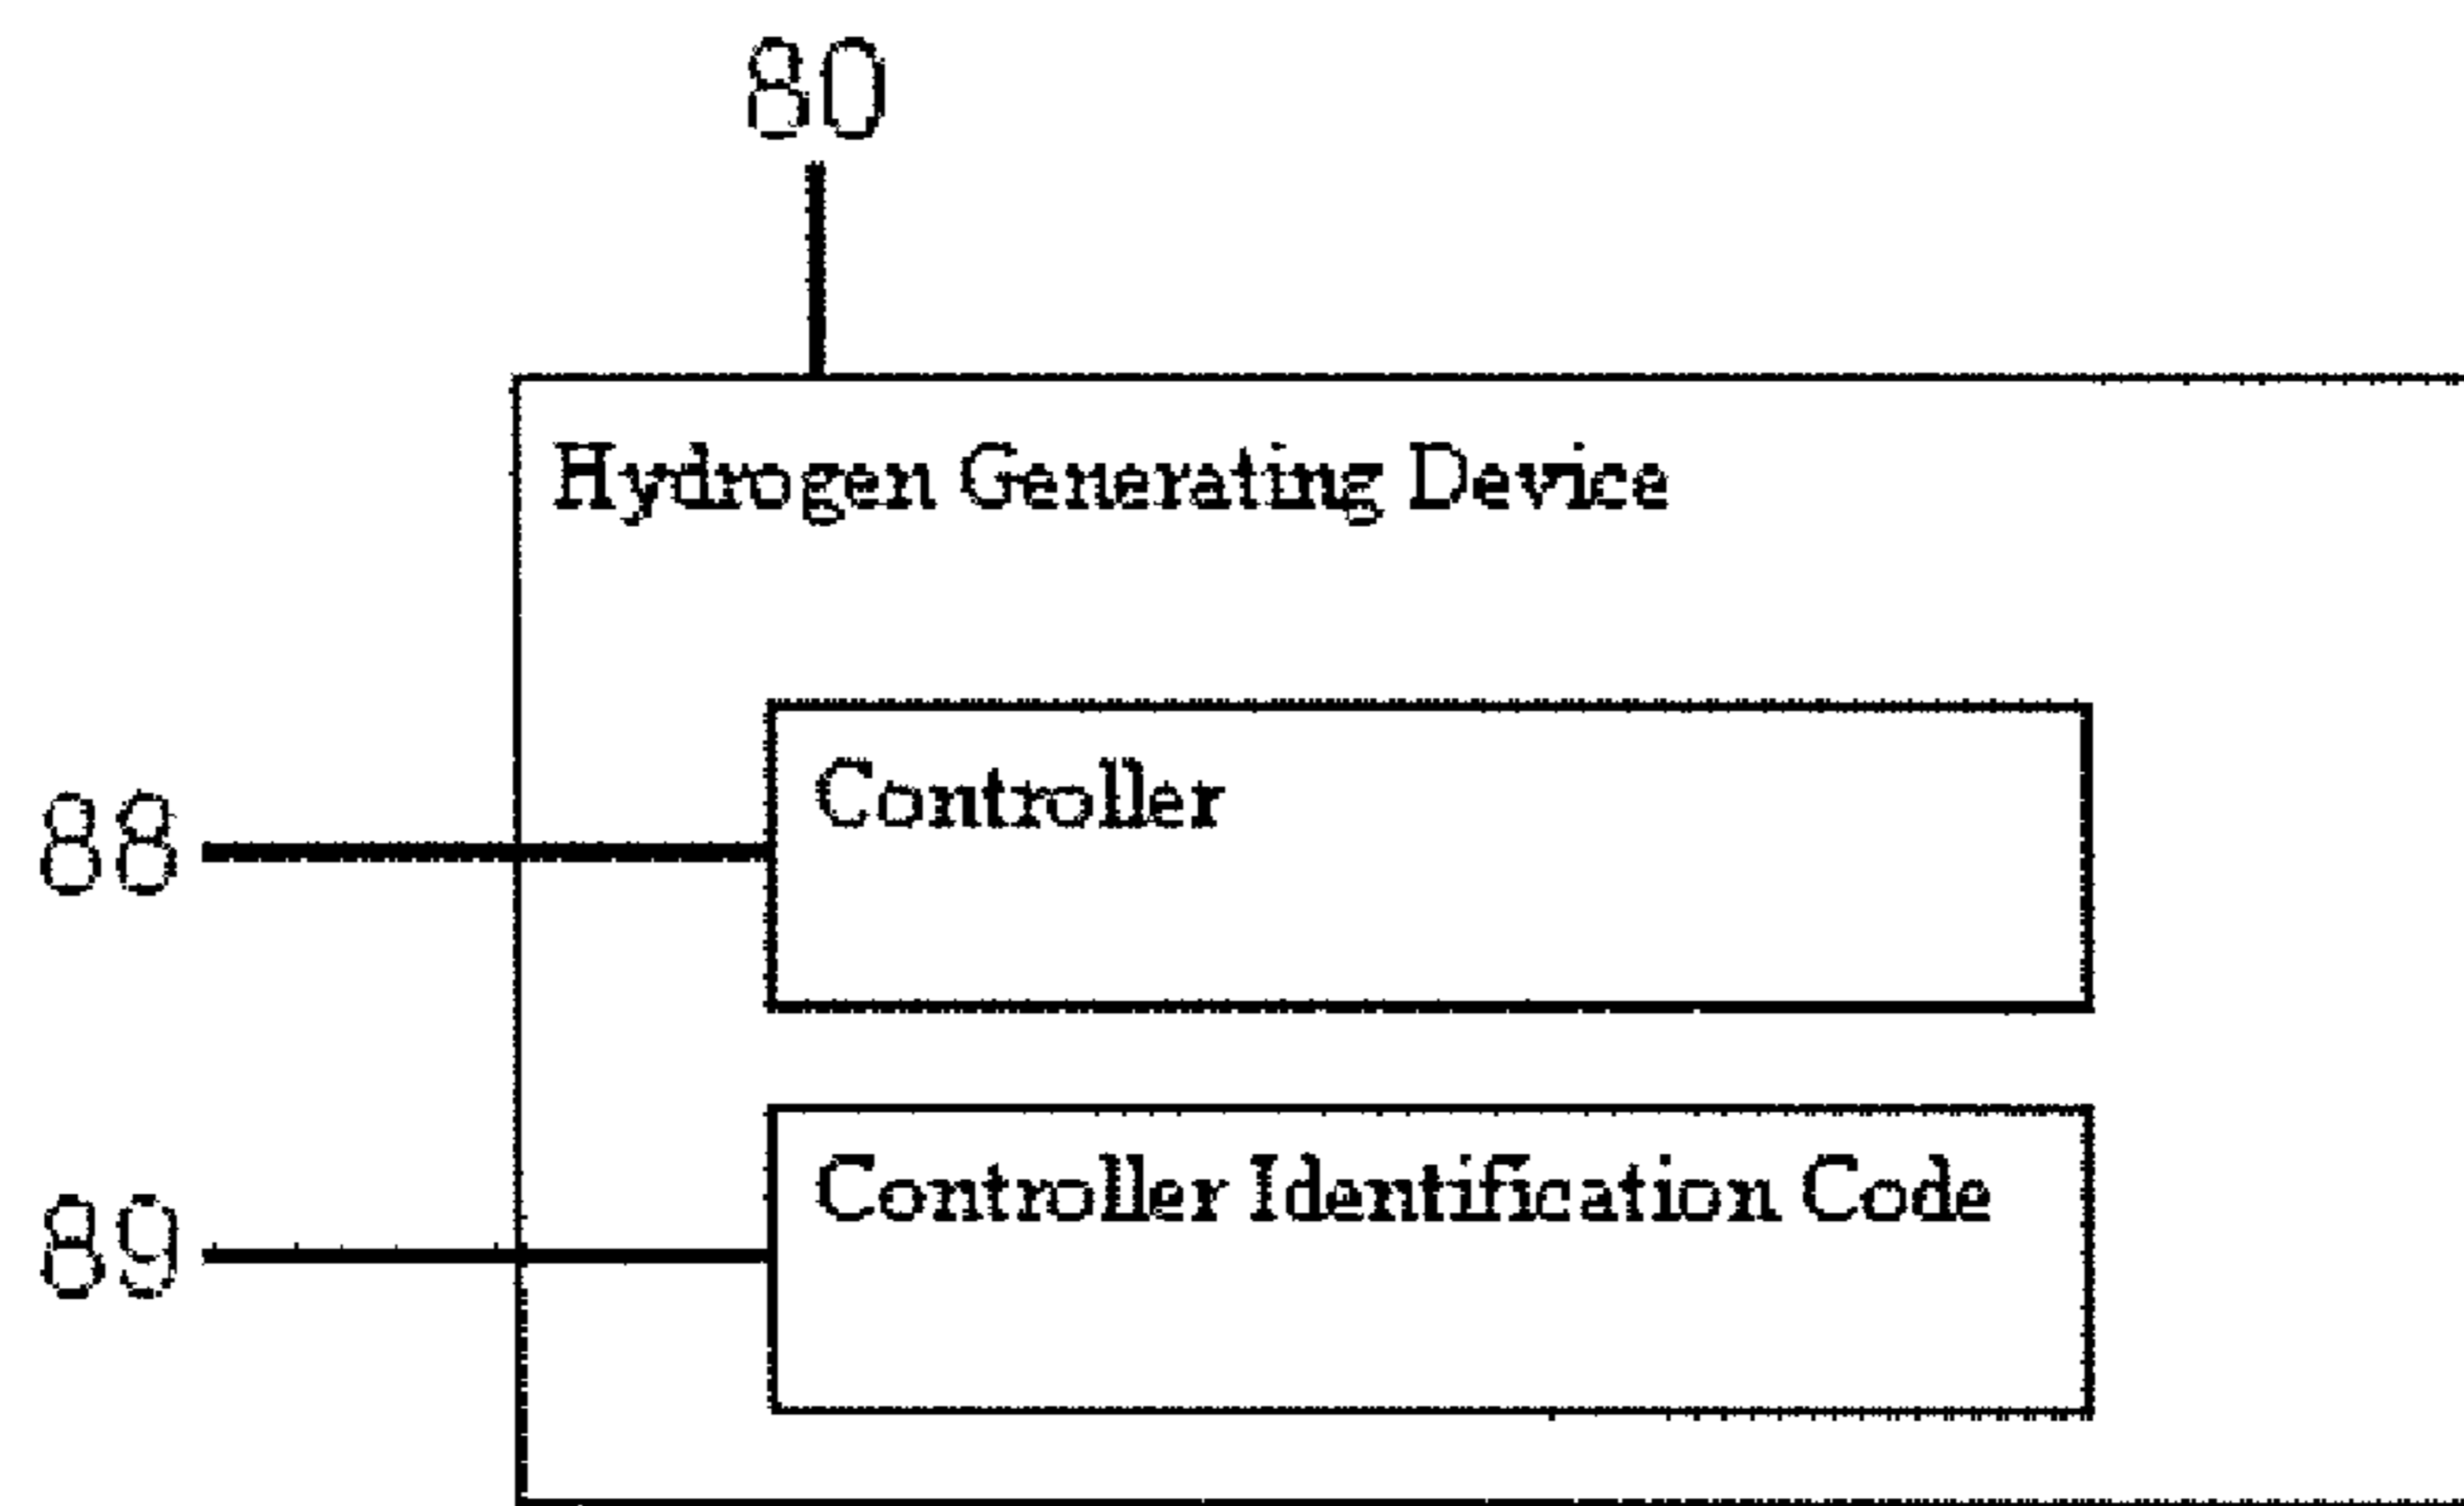 80
Hydrogen Generating Device
88
Controller
89
Controller Identification Code